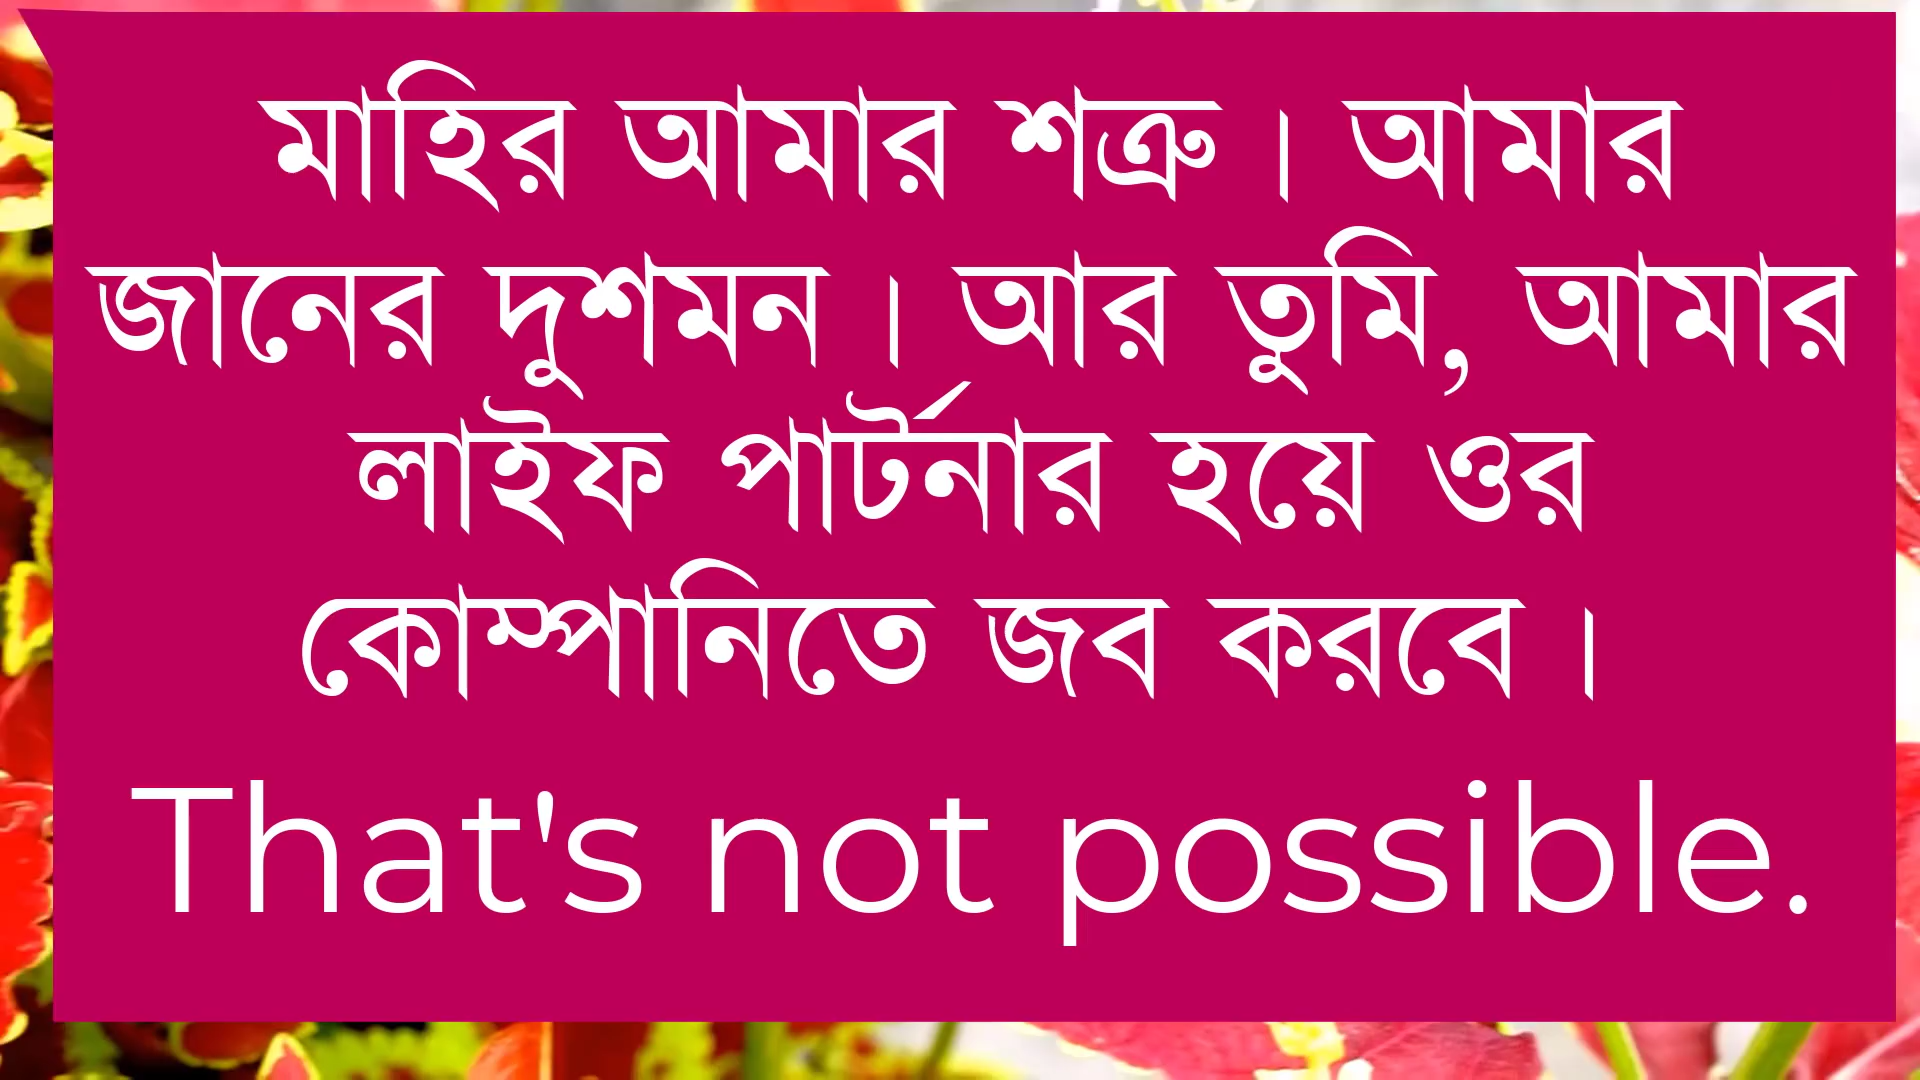 মাহির আমার শত্রু। আমার
জানের দুশমন। আর তুমি, আমার
লাইফ পার্টনার হয়ে ওর
কোম্পানিতে জব করবে।
That's not possible.